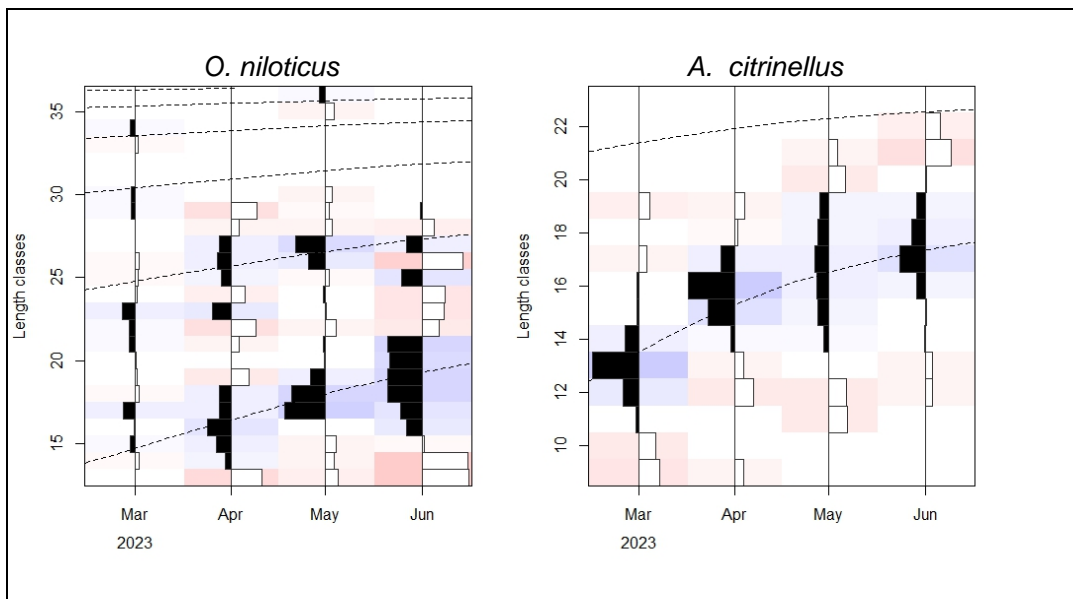 O. niloticus
Length classes
35
30
25
20
15
Mar Apr May Jun
2023
A. citrinellus
Length classes
22
20
18
16
14
12
10
Mar Apr May Jun
2023